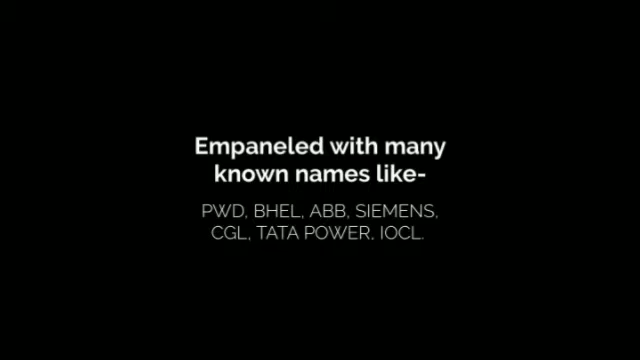 Empaneled with many
known names like-
PWD, BHEL, ABB, SIEMENS,
CGL, TATA POWER, IOCL.